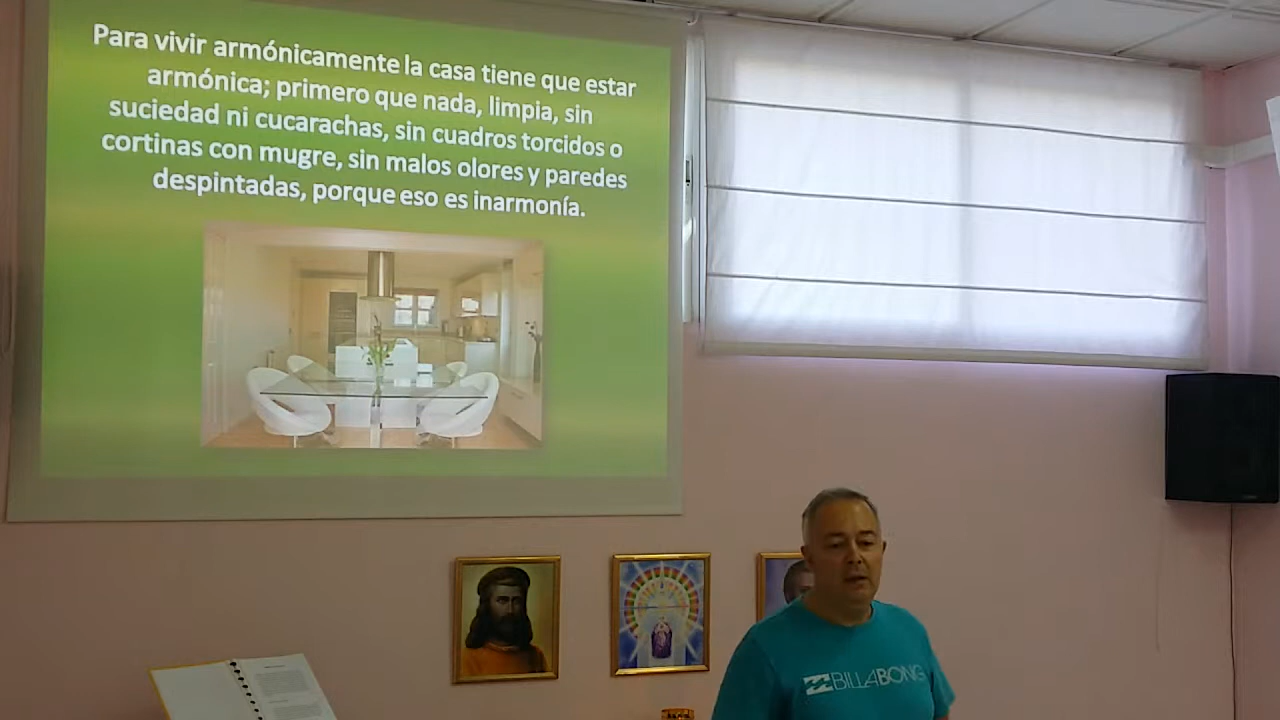 Para vivir armónicamente la casa tiene que estar
armónica; primero que nada, limpia, sin
suciedad ni cucarachas, sin cuadros torcidos o
cortinas con mugre, sin malos olores y paredes
despintadas, porque eso es inarmonía.
BILLABONG